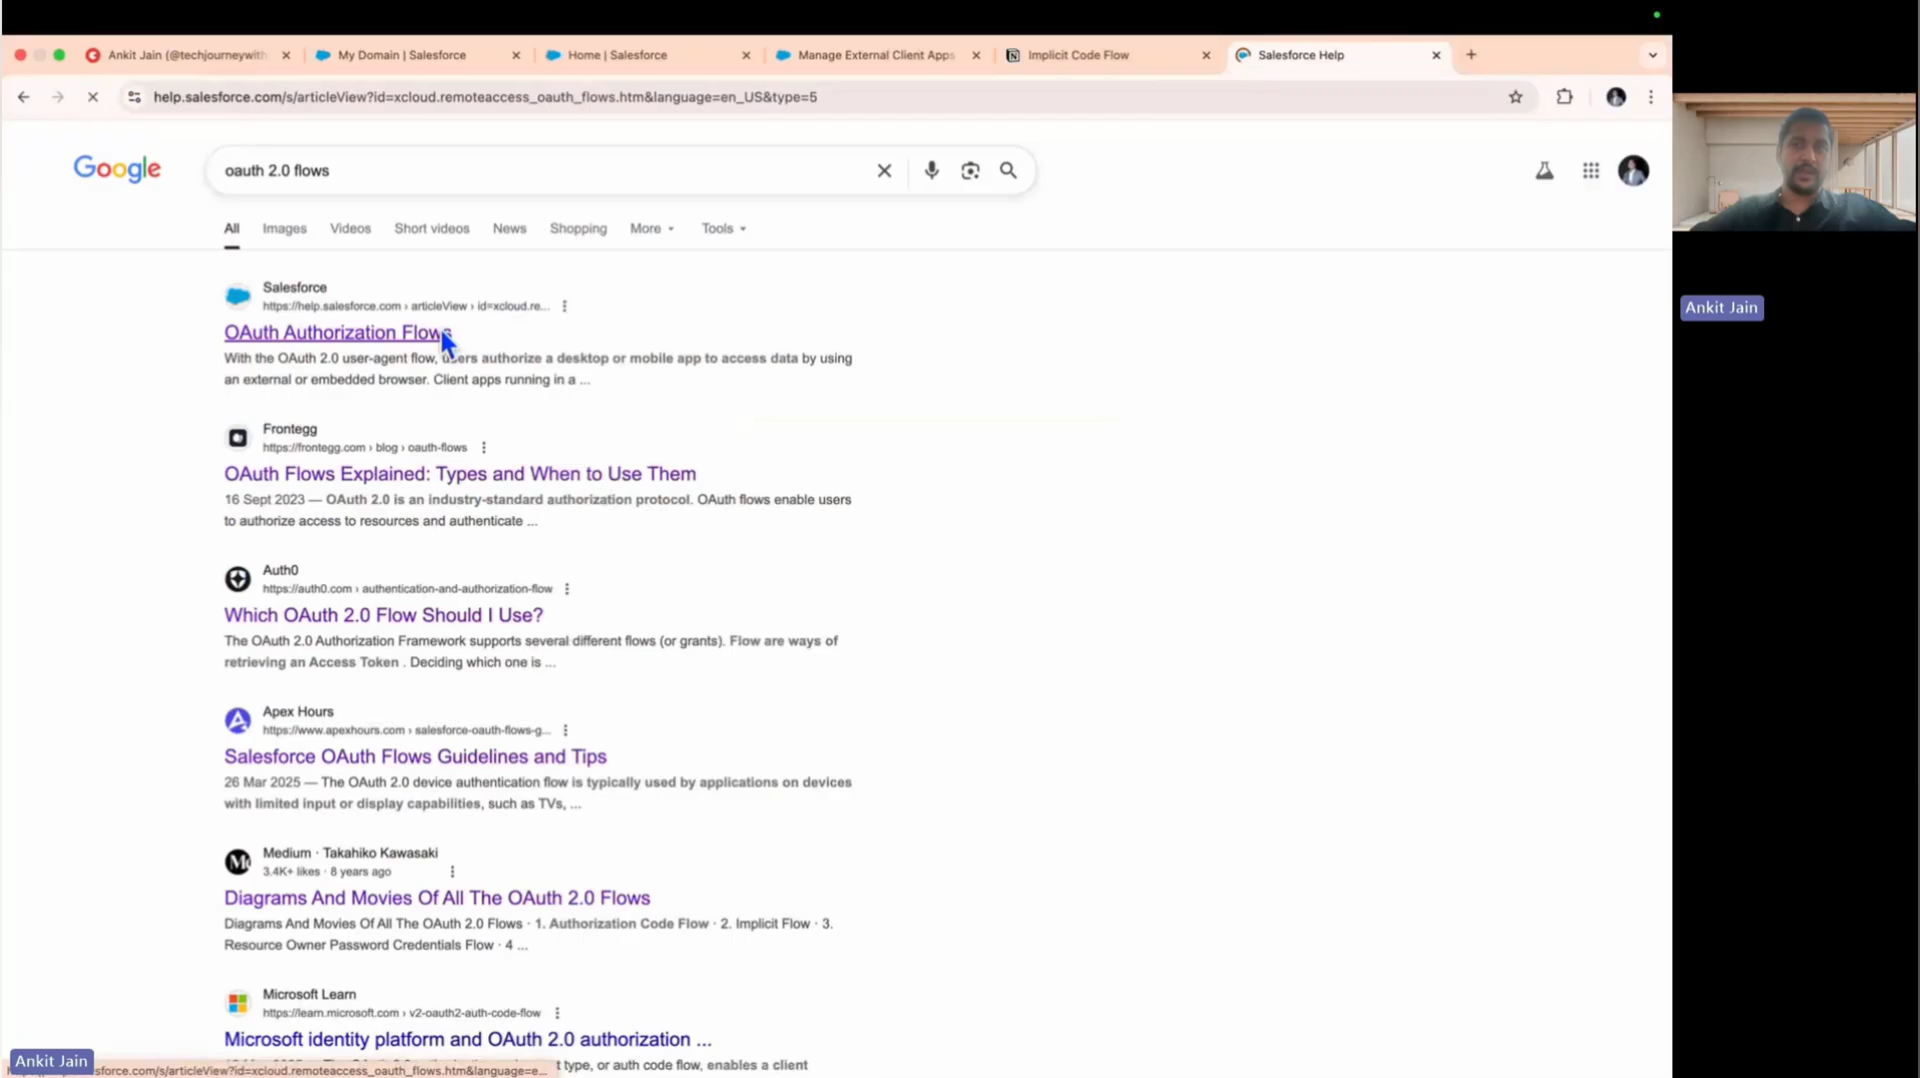 Ankit Jain (@techjourneywith
My Domain | Salesforce
Home | Salesforce
Manage External Client Apps
Implicit Code Flow
Salesforce Help
help.salesforce.com/s/articleView?id=xcloud.remoteaccess_oauth_flows.htm&language=en_US&type=5
Google
oauth 2.0 flows
All
Images
Videos
Short videos
News
Shopping
More
Tools
Salesforce
https://help.salesforce.com › articleView › id=xcloud.re...
OAuth Authorization Flows
With the OAuth 2.0 user-agent flow, users authorize a desktop or mobile app to access data by using
an external or embedded browser. Client apps running in a ...
Frontegg
https://frontegg.com › blog › oauth-flows
OAuth Flows Explained: Types and When to Use Them
16 Sept 2023 — OAuth 2.0 is an industry-standard authorization protocol. OAuth flows enable users
to authorize access to resources and authenticate ...
Auth0
https://auth0.com › authentication-and-authorization-flow
Which OAuth 2.0 Flow Should I Use?
The OAuth 2.0 Authorization Framework supports several different flows (or grants). Flow are ways of
retrieving an Access Token . Deciding which one is ...
Apex Hours
https://www.apexhours.com › salesforce-oauth-flows-g...
Salesforce OAuth Flows Guidelines and Tips
26 Mar 2025 — The OAuth 2.0 device authentication flow is typically used by applications on devices
with limited input or display capabilities, such as TVs, ...
Medium · Takahiko Kawasaki
3.4K+ likes · 8 years ago
Diagrams And Movies Of All The OAuth 2.0 Flows
Diagrams And Movies Of All The OAuth 2.0 Flows · 1. Authorization Code Flow · 2. Implicit Flow · 3.
Resource Owner Password Credentials Flow · 4 ...
Microsoft Learn
https://learn.microsoft.com › v2-oauth2-auth-code-flow
Microsoft identity platform and OAuth 2.0 authorization ...
t type, or auth code flow, enables a client
sforce.com/s/articleView?id=xcloud.remoteaccess_oauth_flows.htm&language=e...
Ankit Jain
Ankit Jain